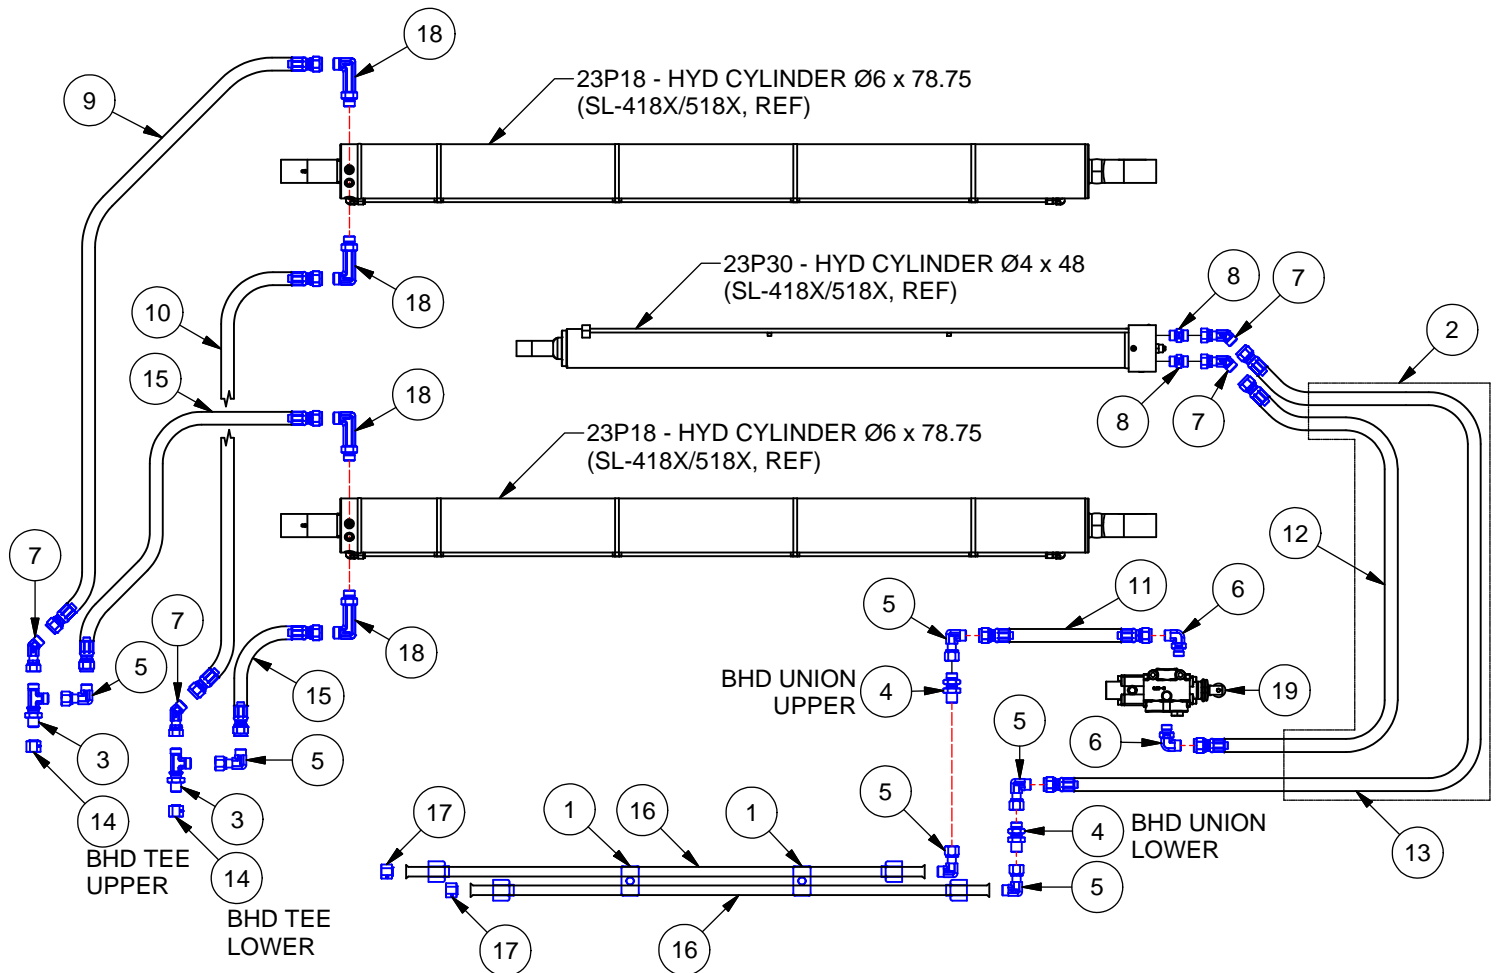 18
9
23P18 - HYD CYLINDER Ø6 x 78.75
(SL-418X/518X, REF)
18
10
23P30 - HYD CYLINDER Ø4 x 48
(SL-418X/518X, REF)
8
7
2
15
18
8
7
23P18 - HYD CYLINDER Ø6 x 78.75
(SL-418X/518X, REF)
12
7
5
11
6
7
5
15
18
BHD UNION
UPPER
4
19
5
3
5
6
14
3
17
1
16
1
5
4
BHD UNION
LOWER
13
BHD TEE
UPPER
14
5
BHD TEE
LOWER
17
16